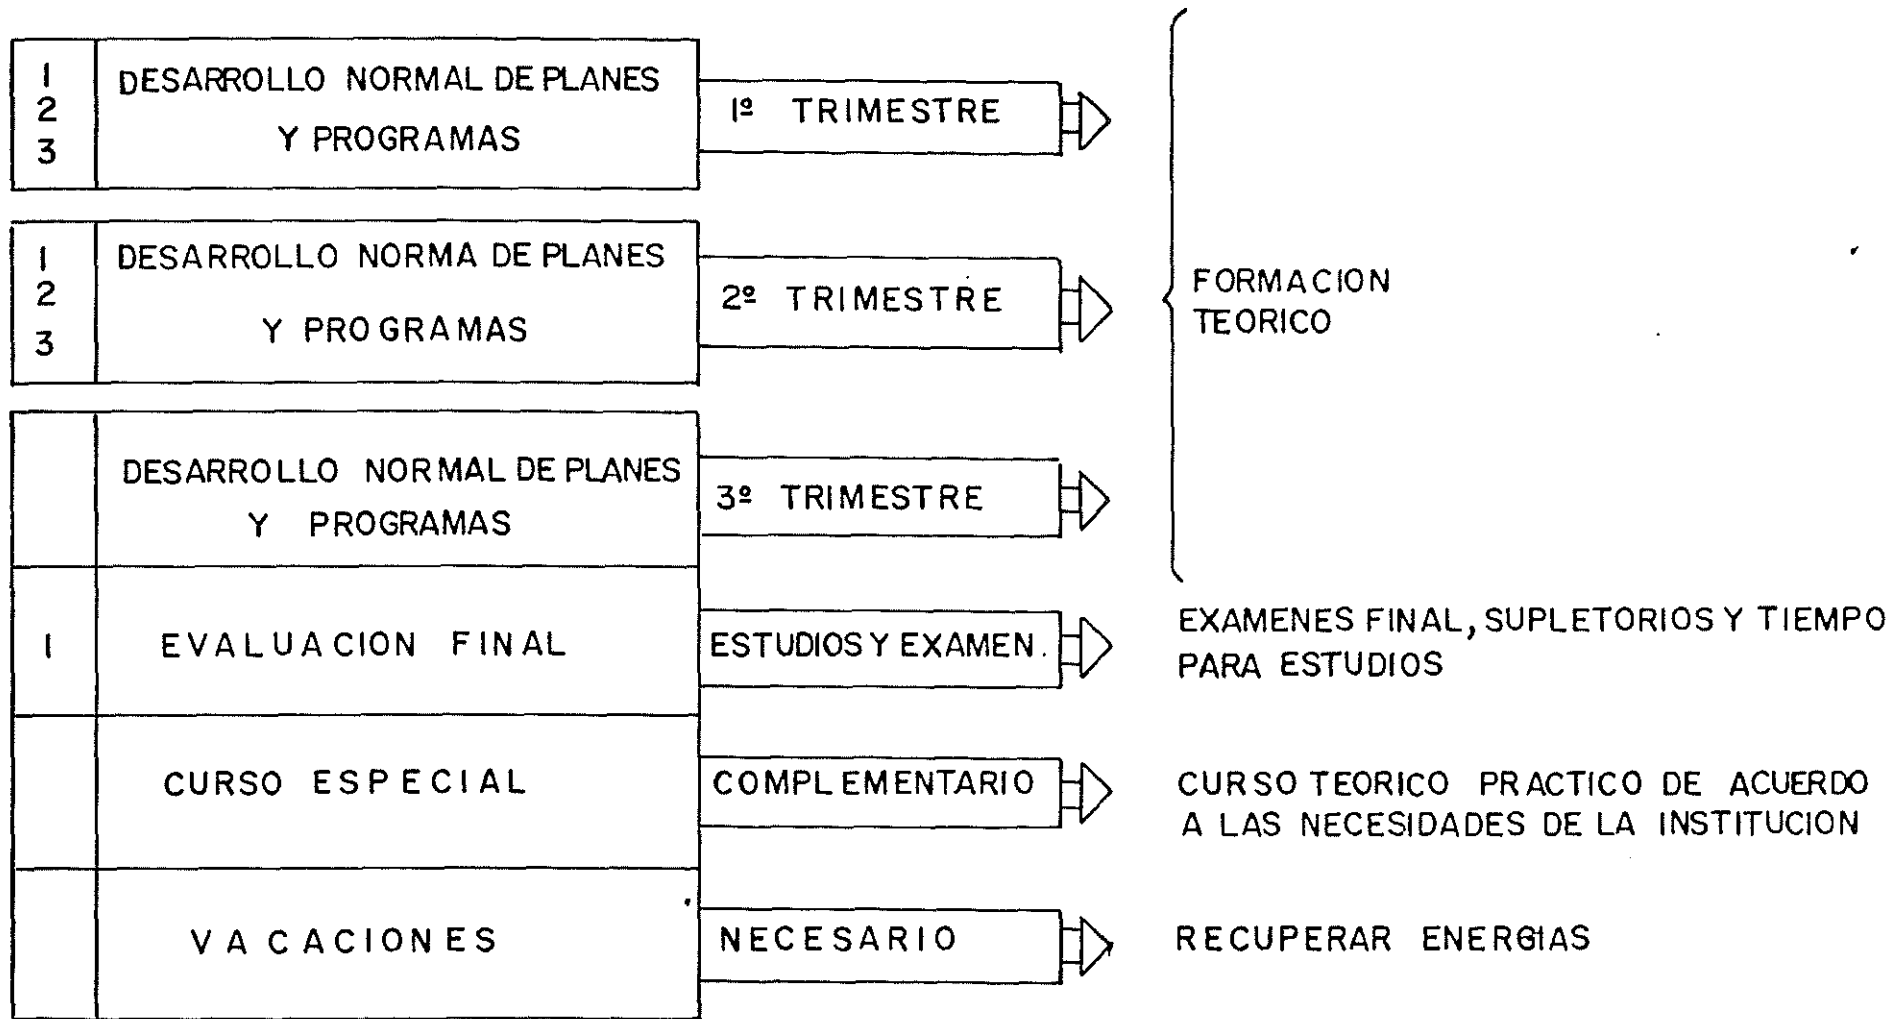 1
2
3
DESARROLLO NORMAL DE PLANES
Y PROGRAMAS
1º TRIMESTRE
1
2
3
DESARROLLO NORMA DE PLANES
Y PROGRAMAS
2º TRIMESTRE
DESARROLLO NORMAL DE PLANES
Y PROGRAMAS
3º TRIMESTRE
FORMACION
TEORICO
1
EVALUACION FINAL
ESTUDIOS Y EXAMEN.
EXAMENES FINAL, SUPLETORIOS Y TIEMPO
PARA ESTUDIOS
CURSO ESPECIAL
COMPLEMENTARIO
CURSO TEORICO PRACTICO DE ACUERDO
A LAS NECESIDADES DE LA INSTITUCION
VACACIONES
NECESARIO
RECUPERAR ENERGIAS